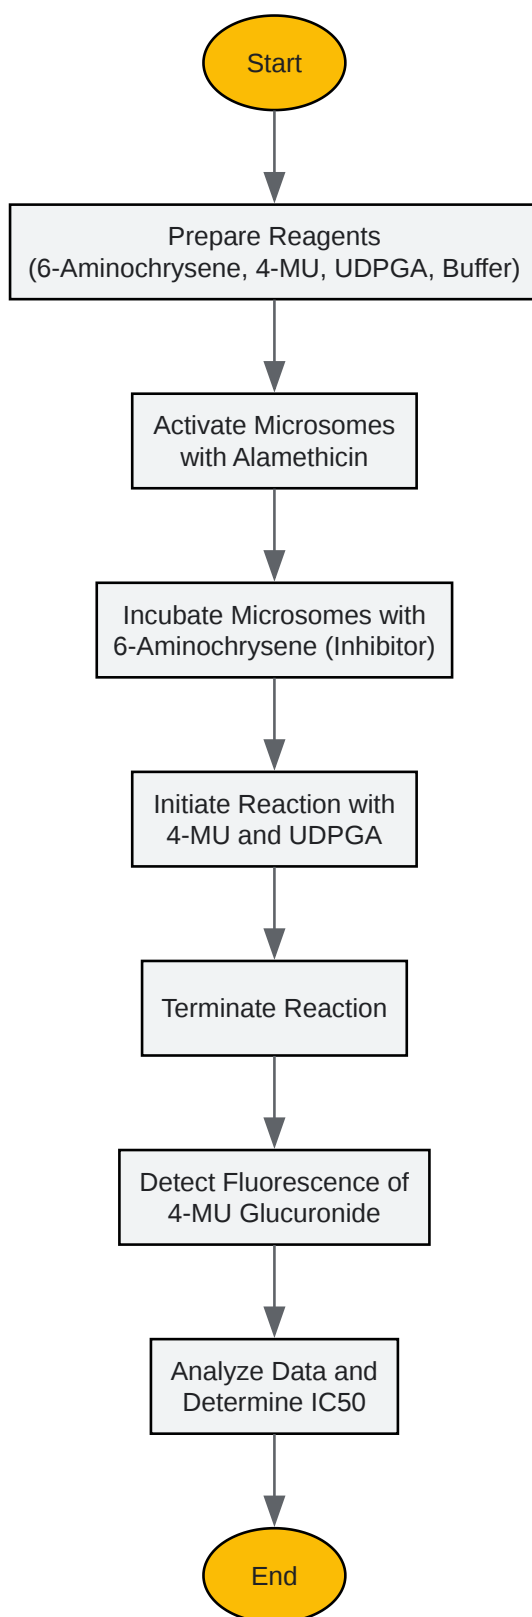 Start
Prepare Reagents
(6-Aminochrysene, 4-MU, UDPGA, Buffer)
Activate Microsomes
with Alamethicin
Incubate Microsomes with
6-Aminochrysene (Inhibitor)
Initiate Reaction with
4-MU and UDPGA
Terminate Reaction
Detect Fluorescence of
4-MU Glucuronide
Analyze Data and
Determine IC50
End